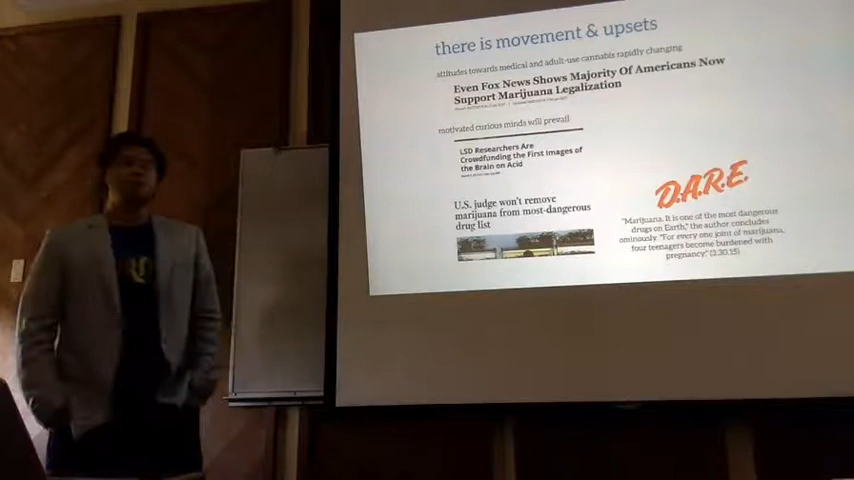 there is movement & upsets
attitudes towards medical and adult-use cannabis rapidly changing
Even Fox News Shows Majority Of Americans Now
Support Marijuana Legalization
motivated curious minds will prevail
LSD Researchers Are
Crowdfunding the First Images of
the Brain on Acid
U.S. judge won't remove
marijuana from most-dangerous
drug list
D.A.R.E
"Marijuana. It is one of the most dangerous
drugs on Earth," the author concludes
ominously. "For every one joint of marijuana,
four teenagers become burdened with
pregnancy." (3.30.15)